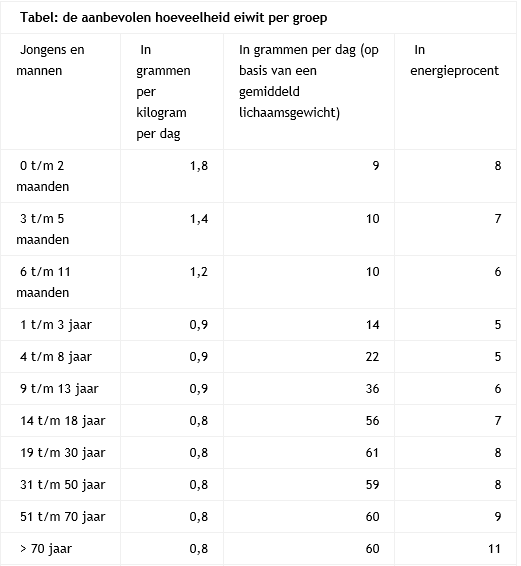 Tabel: de aanbevolen hoeveelheid eiwit per groep
Jongens en mannen | In grammen per kilogram per dag | In grammen per dag (op basis van een gemiddeld lichaamsgewicht) | In energieprocent
0 t/m 2 maanden | 1,8 | 9 | 8
3 t/m 5 maanden | 1,4 | 10 | 7
6 t/m 11 maanden | 1,2 | 10 | 6
1 t/m 3 jaar | 0,9 | 14 | 5
4 t/m 8 jaar | 0,9 | 22 | 5
9 t/m 13 jaar | 0,9 | 36 | 6
14 t/m 18 jaar | 0,8 | 56 | 7
19 t/m 30 jaar | 0,8 | 61 | 8
31 t/m 50 jaar | 0,8 | 59 | 8
51 t/m 70 jaar | 0,8 | 60 | 9
> 70 jaar | 0,8 | 60 | 11